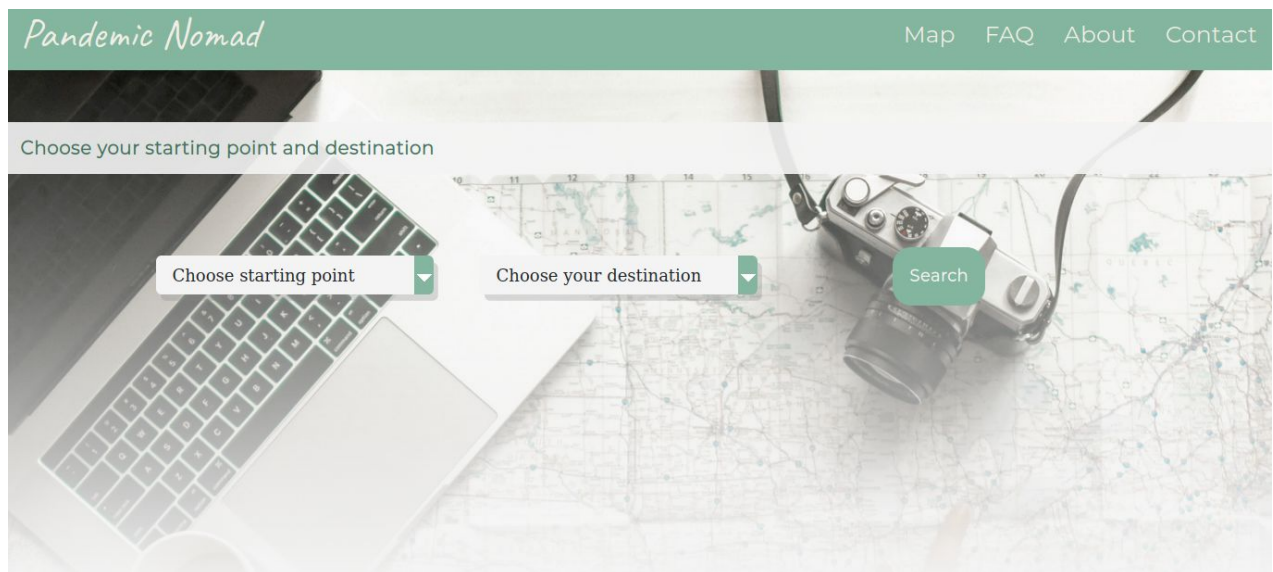 Pandemic Nomad
Map FAQ About Contact
Choose your starting point and destination
Choose starting point
Choose your destination
Search